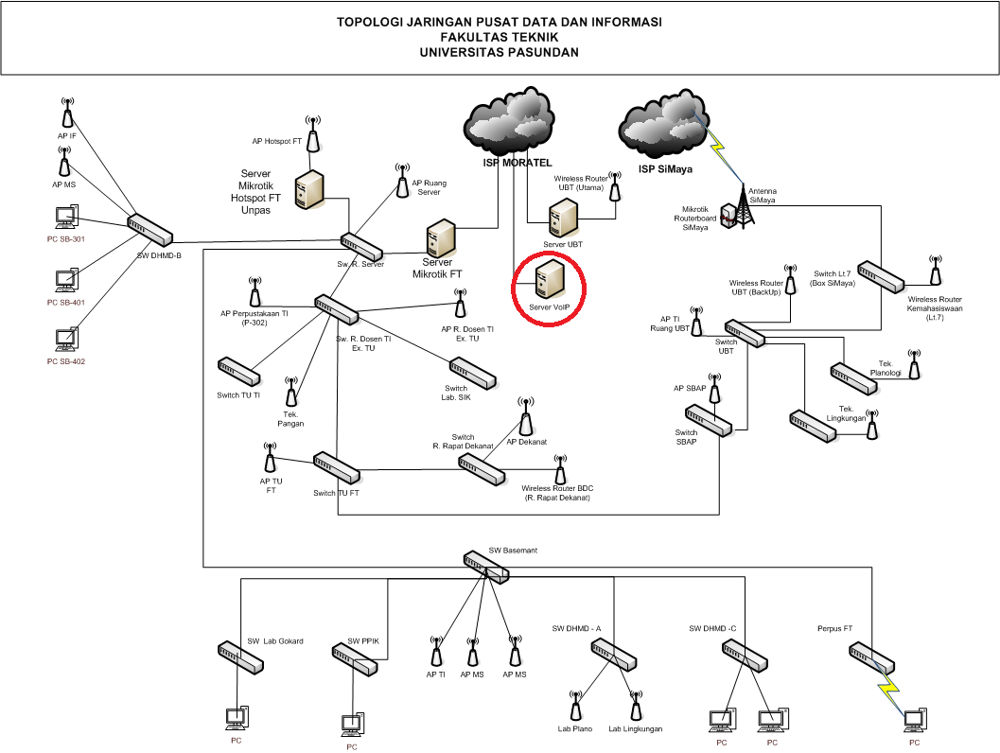 TOPOLOGI JARINGAN PUSAT DATA DAN INFORMASI
FAKULTAS TEKNIK
UNIVERSITAS PASUNDAN
AP IF
AP MS
PC SB-301
PC SB-401
PC SB-402
SW DHMD-B
AP Hotspot FT
Server
Mikrotik
Hotspot FT
Unpas
AP Ruang
Server
Sw. R. Server
Server
Mikrotik FT
ISP MORATEL
Wireless Router
UBT (Utama)
Server UBT
Server VoIP
ISP SiMaya
Antenna
SiMaya
Mikrotik
Routerboard
SiMaya
Switch Lt.7
(Box SiMaya)
Wireless Router
Kemahasiswaan
(Lt.7)
Wireless Router
UBT (BackUp)
AP TI
Ruang UBT
Switch
UBT
Tek.
Planologi
Tek.
Lingkungan
AP SBAP
Switch
SBAP
AP Perpustakaan TI
(P-302)
Sw. R. Dosen TI
Ex. TU
AP R. Dosen TI
Ex. TU
Switch TU TI
Tek.
Pangan
Switch
Lab. SIK
AP TU
FT
Switch TU FT
Switch
R. Rapat Dekanat
AP Dekanat
Wireless Router BDC
(R. Rapat Dekanat)
SW Basemant
SW Lab Gokard
PC
SW PPIK
PC
AP TI
AP MS
AP MS
SW DHMD - A
Lab Plano
Lab Lingkungan
SW DHMD -C
PC
PC
Perpus FT
PC